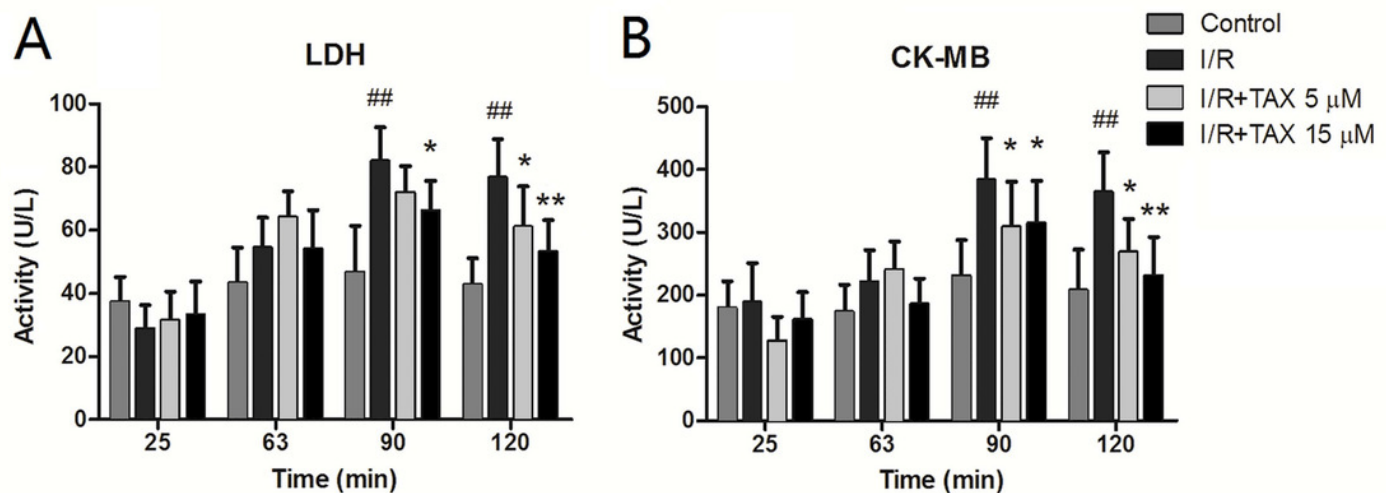 A
LDH
Activity (U/L)
100
80
60
40
20
0
##
*
##
*
**
25 63 90 120
Time (min)
B
CK-MB
Activity (U/L)
500
400
300
200
100
0
##
*
*
##
*
**
25 63 90 120
Time (min)
Control
I/R
I/R+TAX 5 μM
I/R+TAX 15 μM